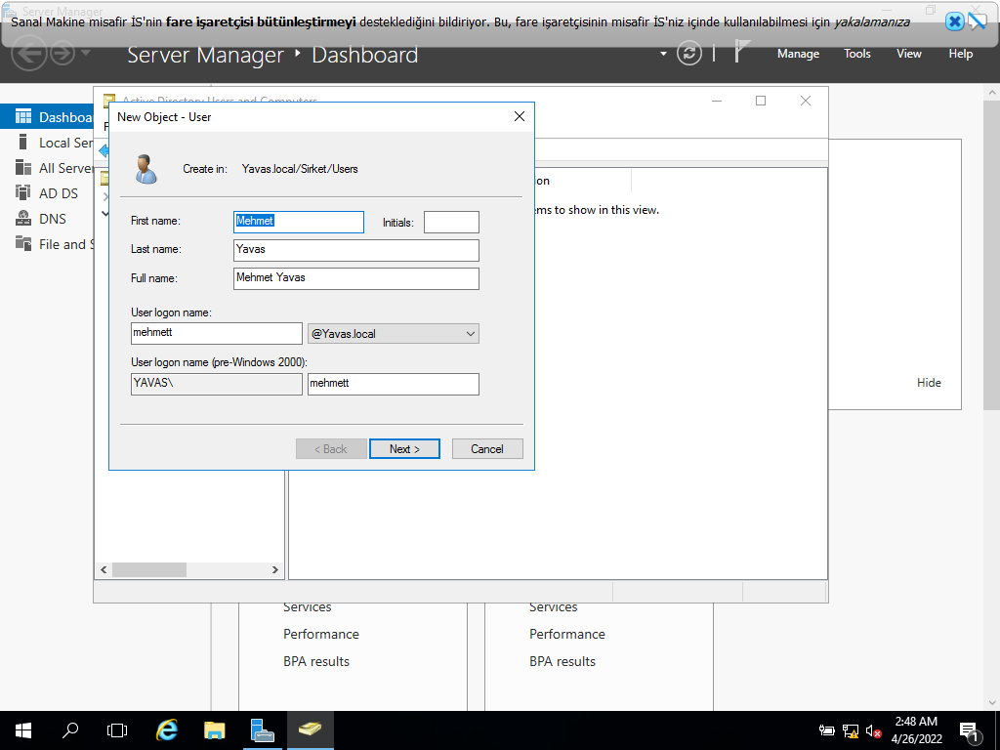 Server Manager
Sanal Makine misafir İS'nin fare işaretçisi bütünleştirmeyi desteklediğini bildiriyor. Bu, fare işaretçisinin misafir İS'niz içinde kullanılabilmesi için yakalamanıza
Server Manager ‣ Dashboard
Manage
Tools
View
Help
Active Directory Users and Computers
Dashboa
Local Ser
All Server
AD DS
DNS
File and S
New Object - User
Create in:
Yavas.local/Sirket/Users
First name:
Mehmet
Initials:
Last name:
Yavas
Full name:
Mehmet Yavas
User logon name:
mehmett
@Yavas.local
User logon name (pre-Windows 2000):
YAVAS\
mehmett
< Back
Next >
Cancel
on
ems to show in this view.
Hide
Services
Performance
BPA results
Services
Performance
BPA results
2:48 AM
4/26/2022
1